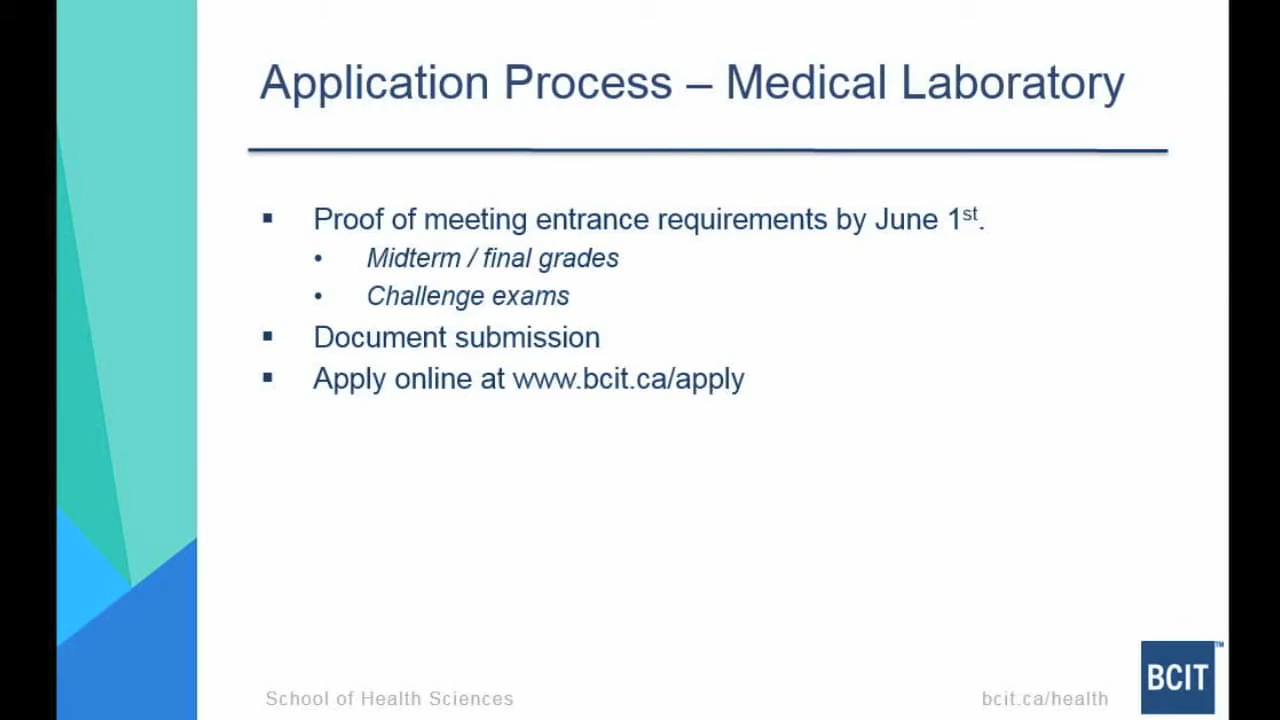 Application Process – Medical Laboratory
▪ Proof of meeting entrance requirements by June 1st.
• Midterm / final grades
• Challenge exams
▪ Document submission
▪ Apply online at www.bcit.ca/apply
School of Health Sciences
bcit.ca/health
BCIT™